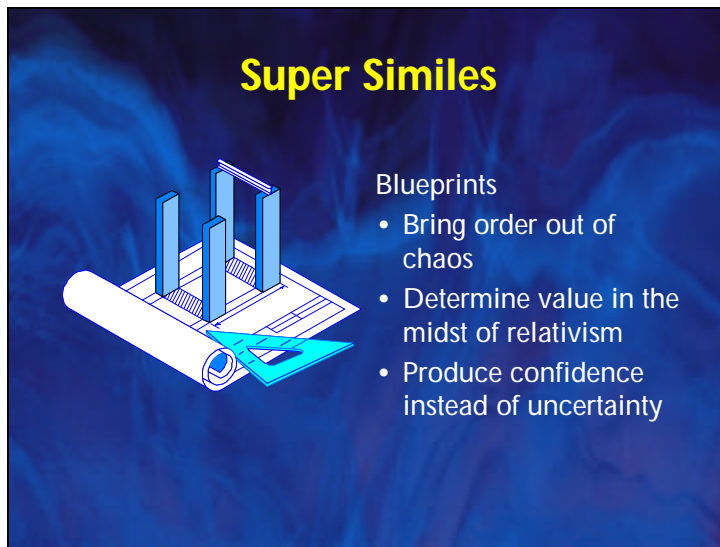 Super Similes
Blueprints
• Bring order out of
chaos
• Determine value in the
midst of relativism
• Produce confidence
instead of uncertainty